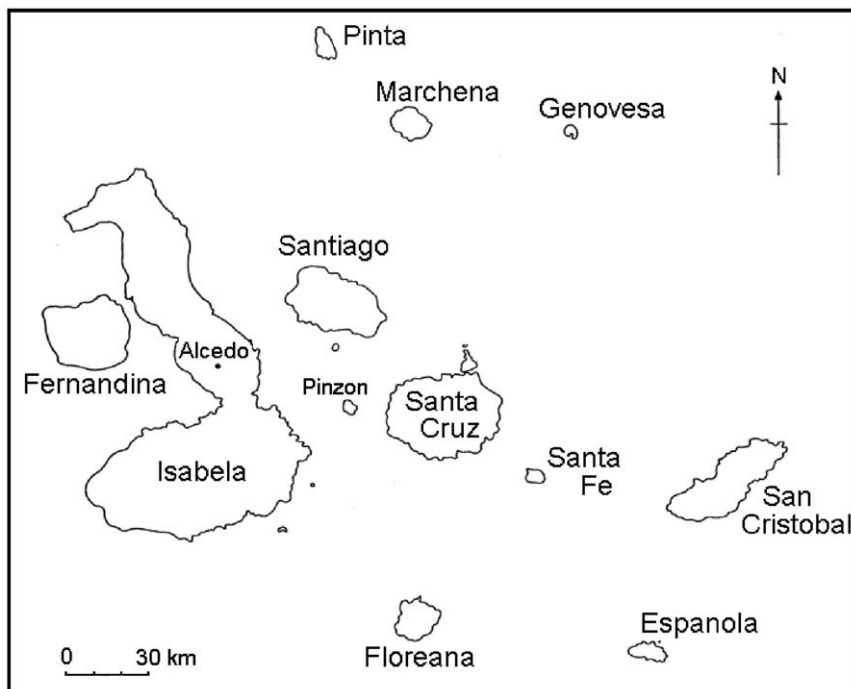 Pinta
Marchena
Genovesa
N
Santiago
Alcedo
Fernandina
Pinzon
Santa
Cruz
Isabela
Santa
Fe
San
Cristobal
Floreana
Espanola
0 30 km